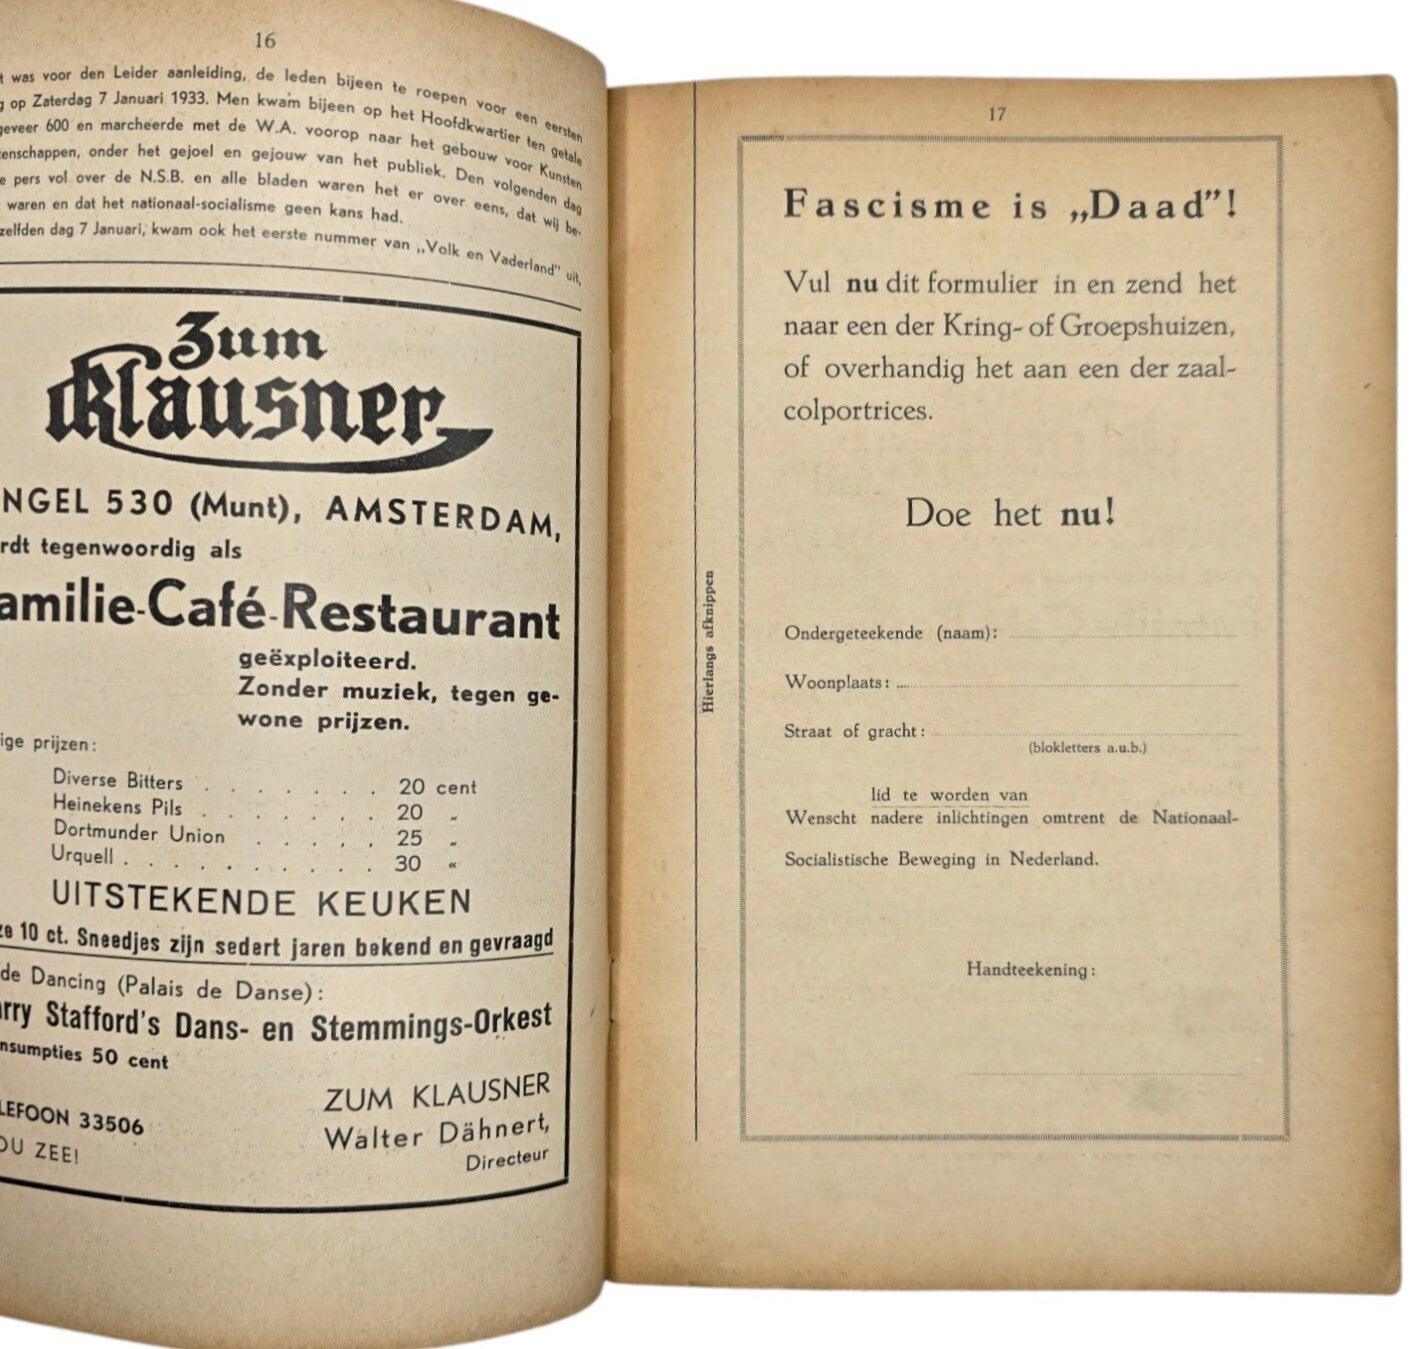 16
was voor den Leider aanleiding, de leden bijeen te roepen voor een eersten
op Zaterdag 7 Januari 1933. Men kwam bijeen op het Hoofdkwartier ten getale
geveer 600 en marcheerde met de W.A. voorop naar het gebouw voor Kunsten
tenschappen, onder het gejoel en gejouw van het publiek. Den volgenden dag
e pers vol over de N.S.B. en alle bladen waren het er over eens, dat wij be-
waren en dat het nationaal-socialisme geen kans had.
zelfden dag 7 Januari, kwam ook het eerste nummer van „Volk en Vaderland" uit,
Zum
Klausner
NGEL 530 (Munt), AMSTERDAM,
rdt tegenwoordig als
amilie-Café-Restaurant
geëxploiteerd.
Zonder muziek, tegen ge-
wone prijzen.
ige prijzen:
Diverse Bitters . . . . . . . 20 cent
Heinekens Pils . . . . . . . 20 „
Dortmunder Union . . . . . 25 „
Urquell . . . . . . . . . 30 „
UITSTEKENDE KEUKEN
ze 10 ct. Sneedjes zijn sedert jaren bekend en gevraagd
de Dancing (Palais de Danse):
rry Stafford's Dans- en Stemmings-Orkest
nsumpties 50 cent
ZUM KLAUSNER
LEFOON 33506
Walter Dähnert,
OU ZEE!
Directeur
17
Fascisme is „Daad"!
Vul nu dit formulier in en zend het
naar een der Kring- of Groepshuizen,
of overhandig het aan een der zaal-
colportrices.
Doe het nu!
Hierlangs afknippen
Ondergeteekende (naam):
Woonplaats:
Straat of gracht:
(blokletters a.u.b.)
lid te worden van
Wenscht nadere inlichtingen omtrent de Nationaal-
Socialistische Beweging in Nederland.
Handteekening: